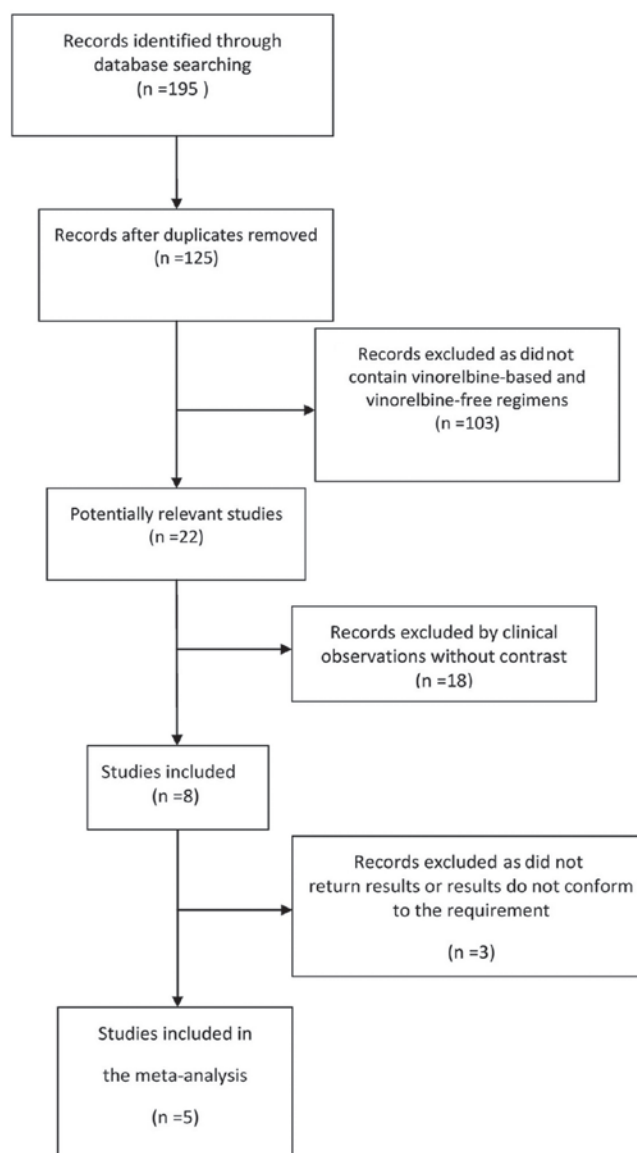 Records identified through
database searching
(n =195 )
Records after duplicates removed
(n =125)
Records excluded as did not
contain vinorelbine-based and
vinorelbine-free regimens
(n =103)
Potentially relevant studies
(n =22)
Records excluded by clinical
observations without contrast
(n =18)
Studies included
(n =8)
Records excluded as did not
return results or results do not conform
to the requirement
(n =3)
Studies included in
the meta-analysis
(n =5)